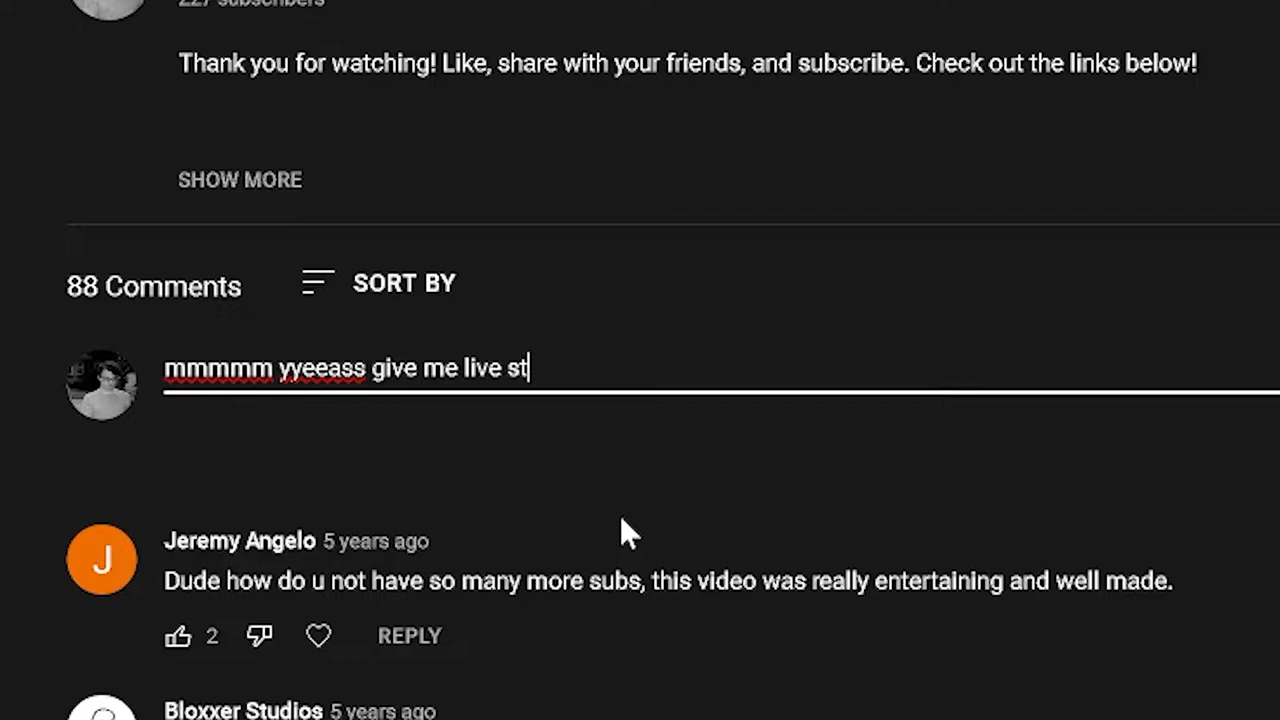 227 subscribers
Thank you for watching! Like, share with your friends, and subscribe. Check out the links below!
SHOW MORE
88 Comments SORT BY
mmmmm yyeeass give me live st
J
Jeremy Angelo 5 years ago
Dude how do u not have so many more subs, this video was really entertaining and well made.
2 REPLY
Bloxxer Studios 5 years ago